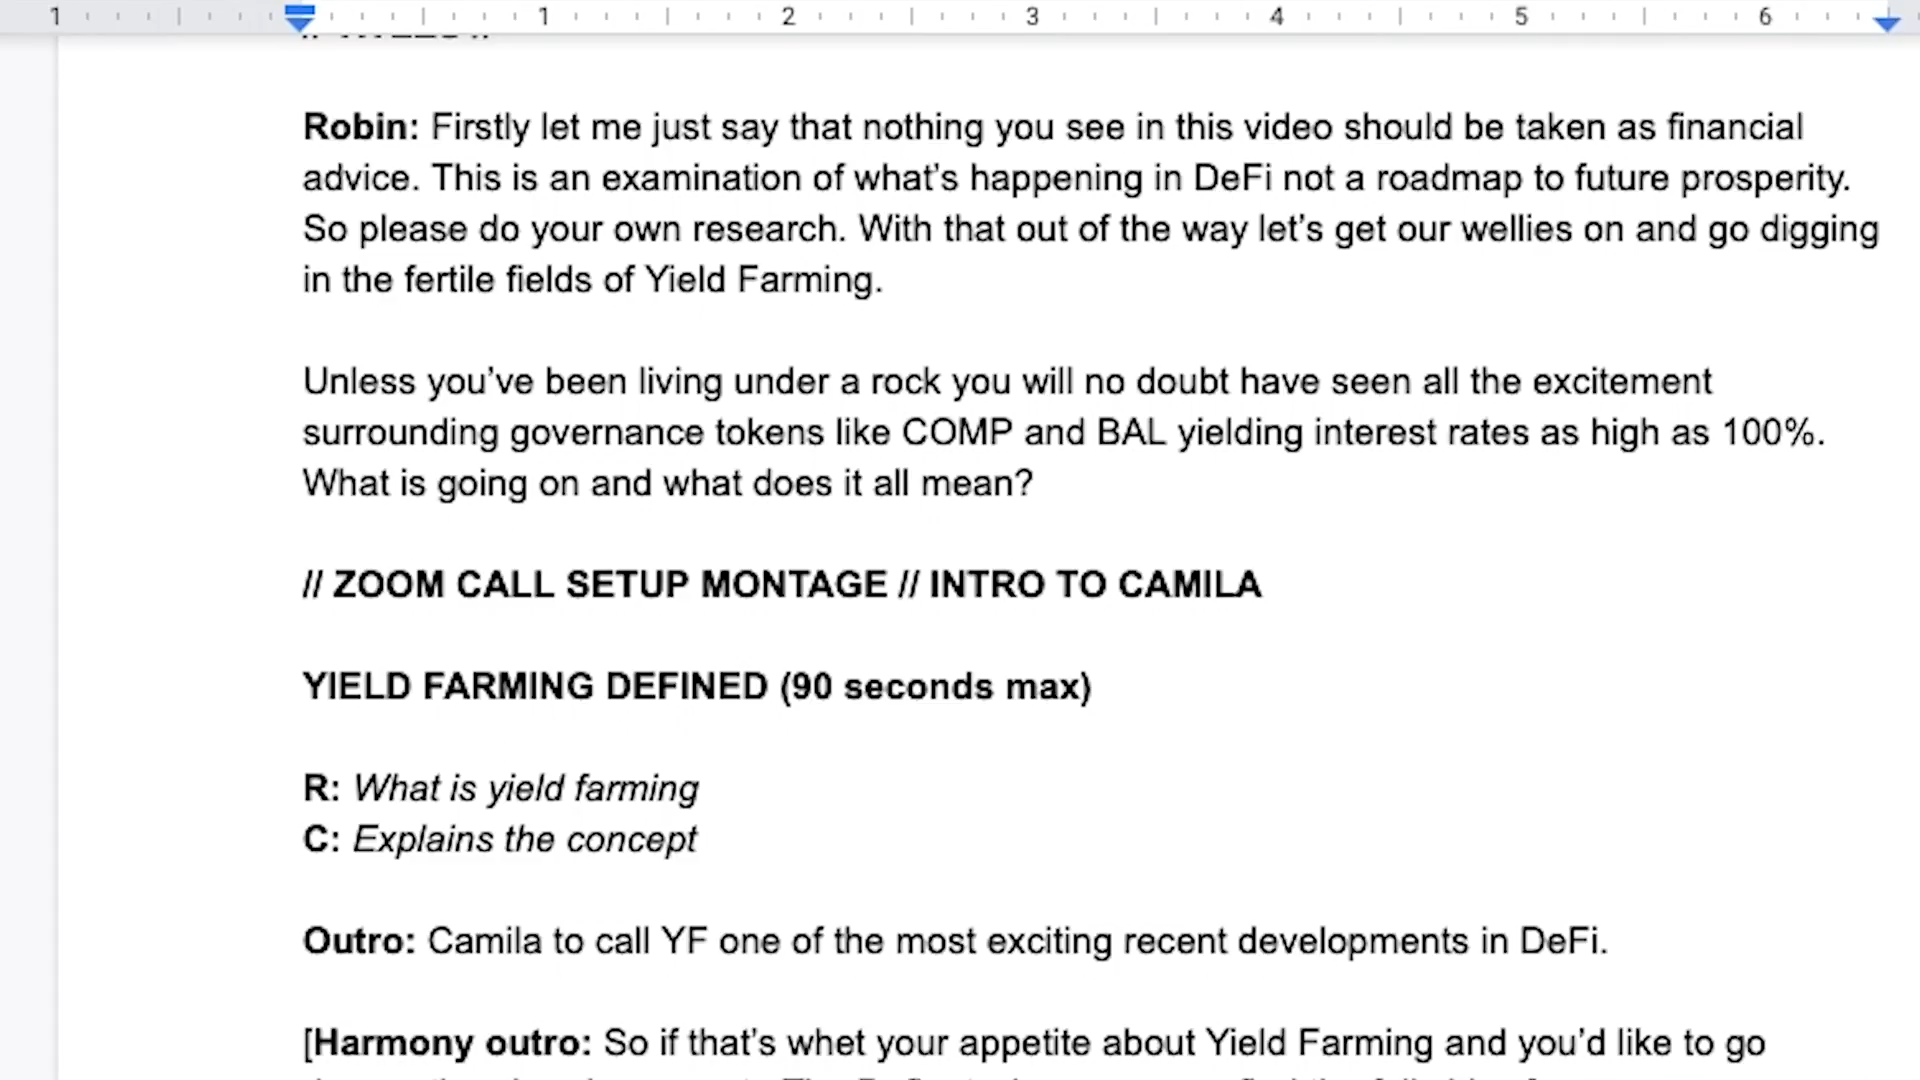 1 1 2 3 4 5 6
Robin: Firstly let me just say that nothing you see in this video should be taken as financial
advice. This is an examination of what’s happening in DeFi not a roadmap to future prosperity.
So please do your own research. With that out of the way let’s get our wellies on and go digging
in the fertile fields of Yield Farming.
Unless you’ve been living under a rock you will no doubt have seen all the excitement
surrounding governance tokens like COMP and BAL yielding interest rates as high as 100%.
What is going on and what does it all mean?
// ZOOM CALL SETUP MONTAGE // INTRO TO CAMILA
YIELD FARMING DEFINED (90 seconds max)
R: What is yield farming
C: Explains the concept
Outro: Camila to call YF one of the most exciting recent developments in DeFi.
[Harmony outro: So if that’s whet your appetite about Yield Farming and you’d like to go